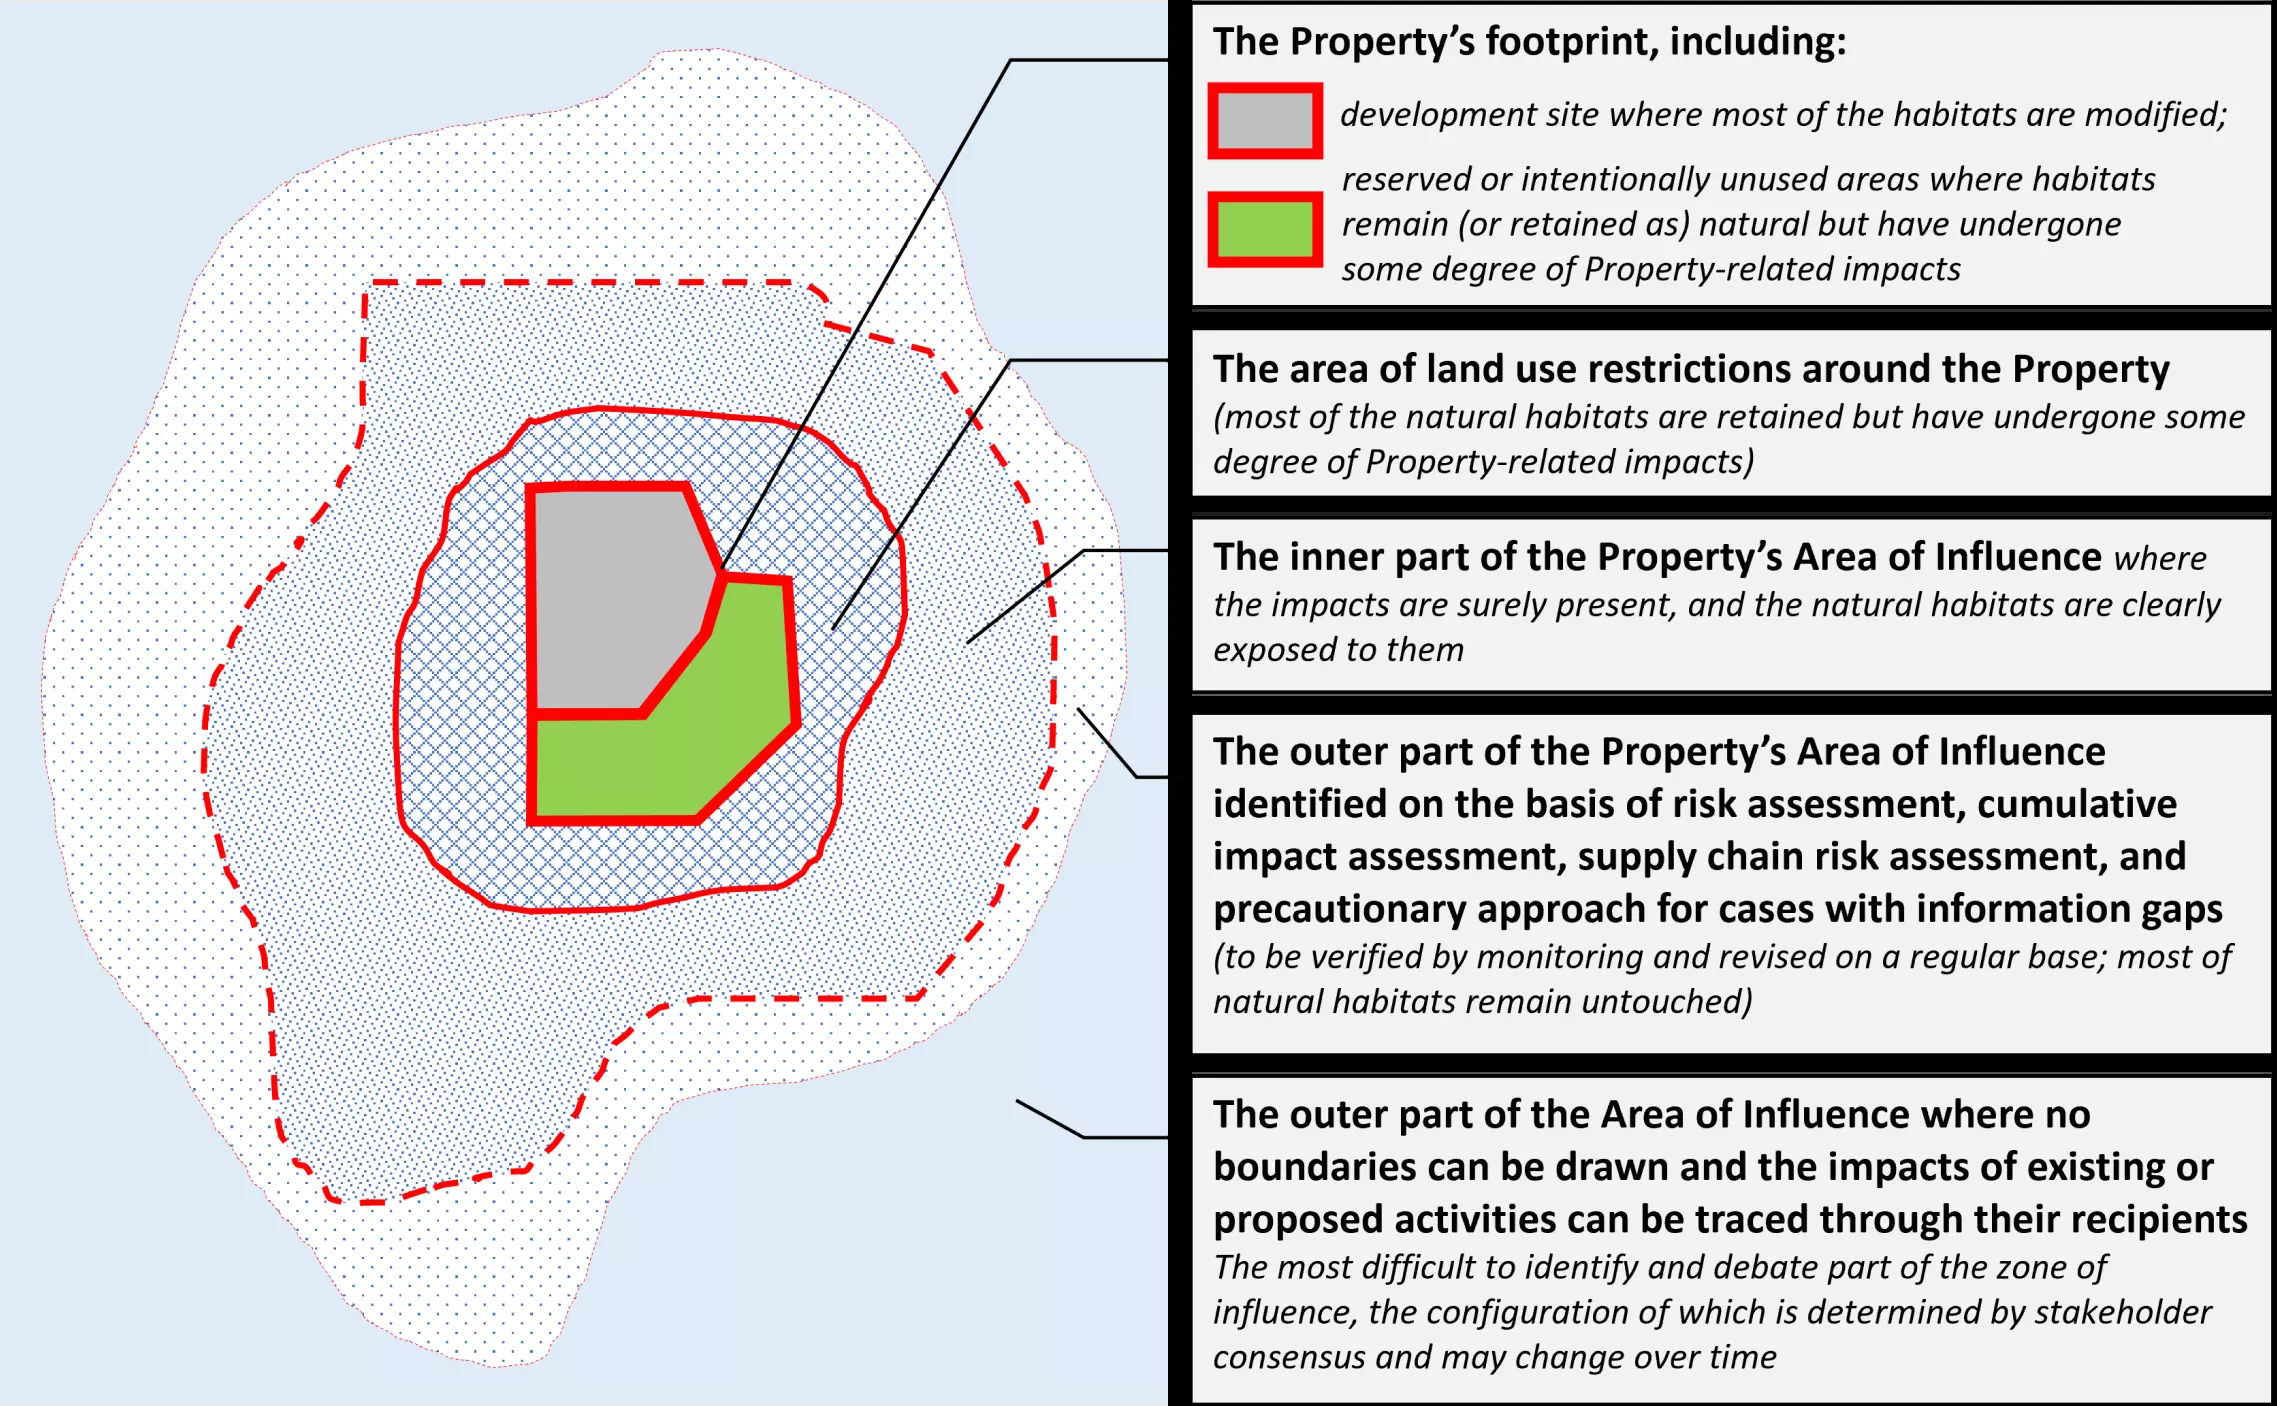 The Property’s footprint, including:
development site where most of the habitats are modified;
reserved or intentionally unused areas where habitats
remain (or retained as) natural but have undergone
some degree of Property-related impacts
The area of land use restrictions around the Property
(most of the natural habitats are retained but have undergone some
degree of Property-related impacts)
The inner part of the Property’s Area of Influence where
the impacts are surely present, and the natural habitats are clearly
exposed to them
The outer part of the Property’s Area of Influence
identified on the basis of risk assessment, cumulative
impact assessment, supply chain risk assessment, and
precautionary approach for cases with information gaps
(to be verified by monitoring and revised on a regular base; most of
natural habitats remain untouched)
The outer part of the Area of Influence where no
boundaries can be drawn and the impacts of existing or
proposed activities can be traced through their recipients
The most difficult to identify and debate part of the zone of
influence, the configuration of which is determined by stakeholder
consensus and may change over time